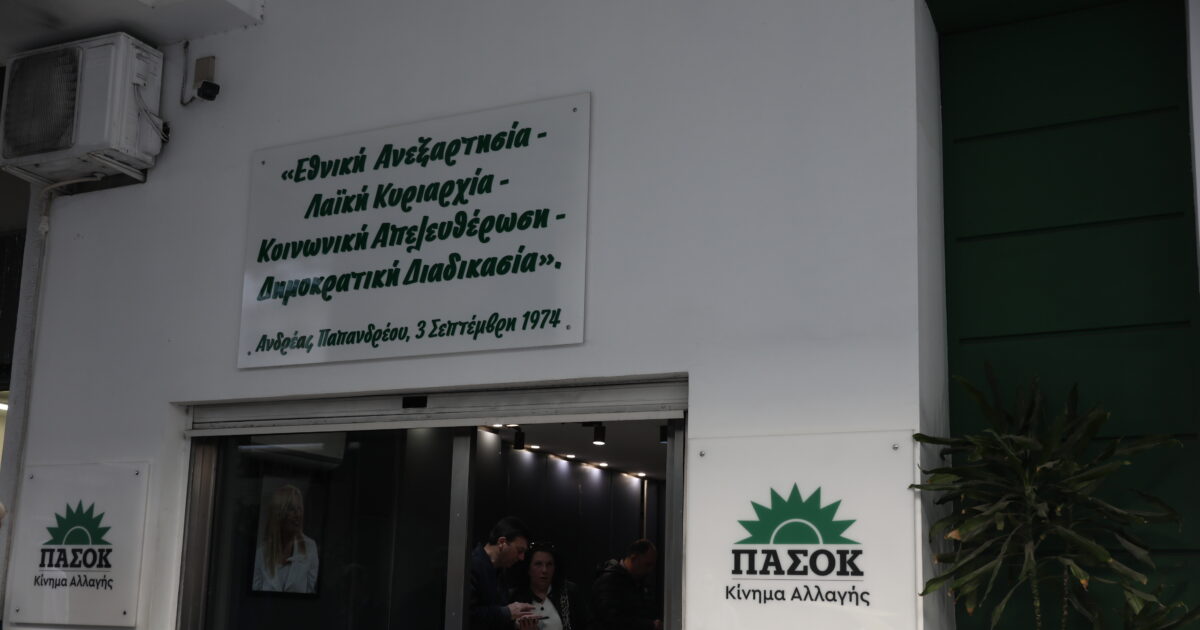 «Εθνική Ανεξαρτησία -
Λαϊκή Κυριαρχία -
Κοινωνική Απελευθέρωση -
Δημοκρατική Διαδικασία».
Ανδρέας Παπανδρέου, 3 Σεπτέμβρη 1974
ΠΑΣΟΚ
Κίνημα Αλλαγής
ΠΑΣΟΚ
Κίνημα Αλλαγής